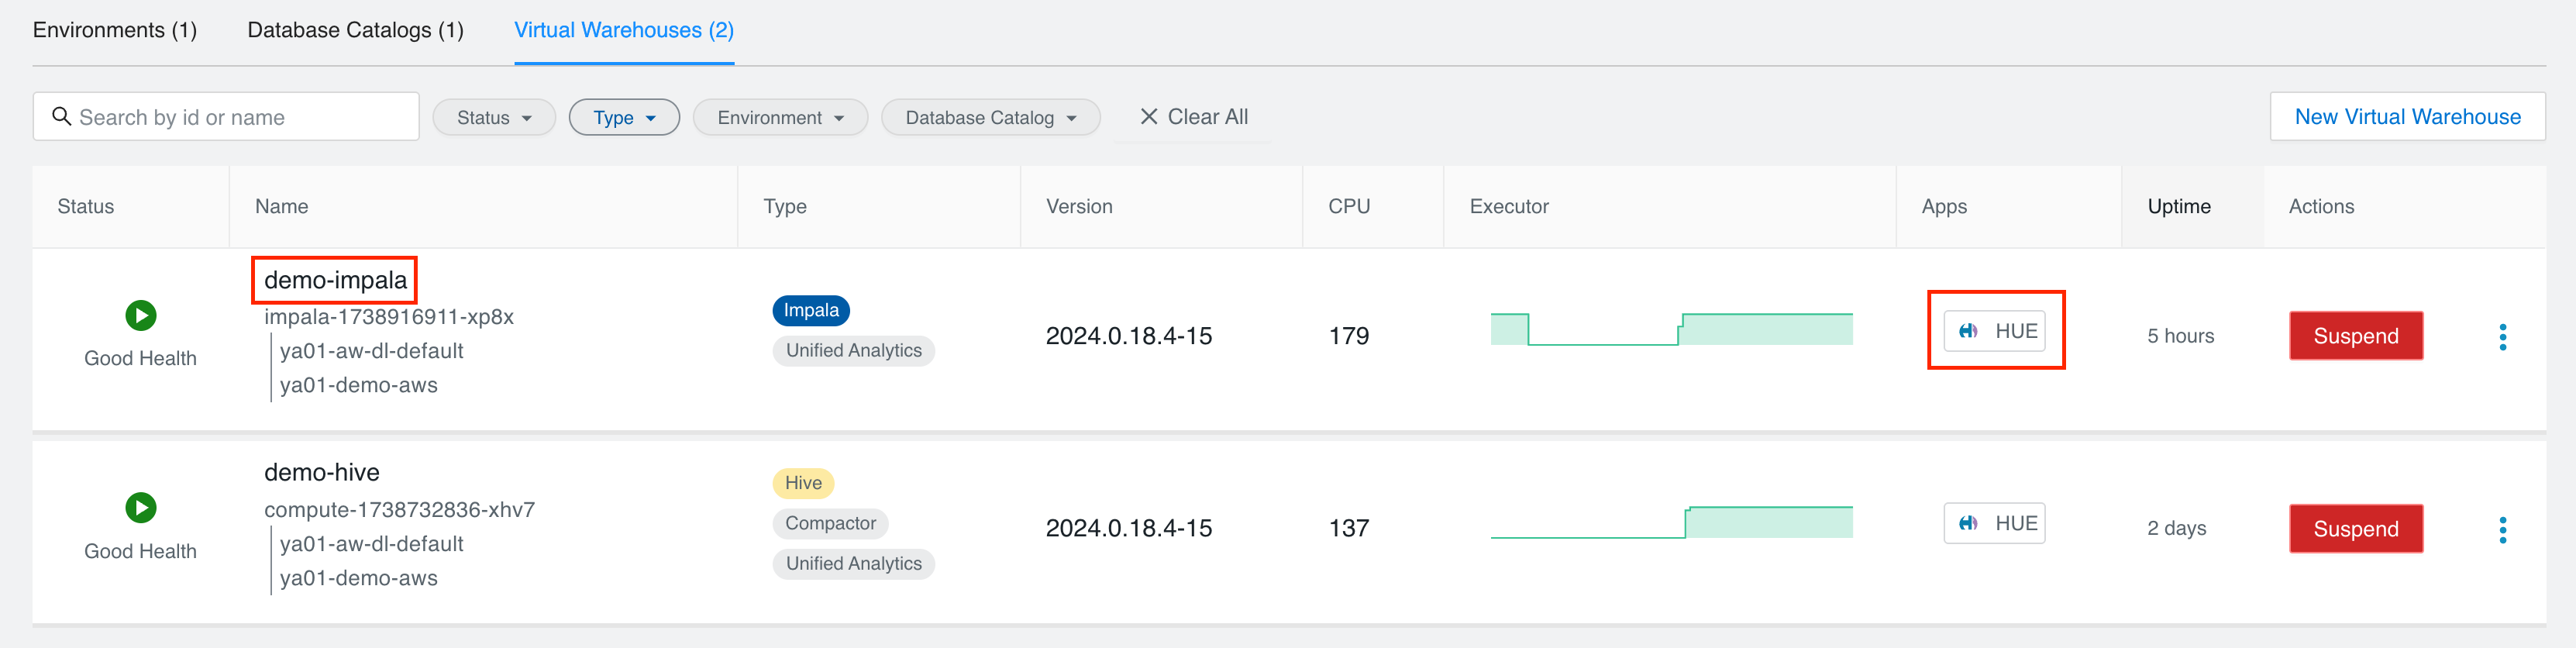 Environments (1) Database Catalogs (1) Virtual Warehouses (2)
Search by id or name Status Type Environment Database Catalog Clear All New Virtual Warehouse
Status Name Type Version CPU Executor Apps Uptime Actions
demo-impala
impala-1738916911-xp8x
ya01-aw-dl-default
ya01-demo-aws
Good Health
Impala
Unified Analytics
2024.0.18.4-15
179
HUE
5 hours
Suspend
demo-hive
compute-1738732836-xhv7
ya01-aw-dl-default
ya01-demo-aws
Good Health
Hive
Compactor
Unified Analytics
2024.0.18.4-15
137
HUE
2 days
Suspend